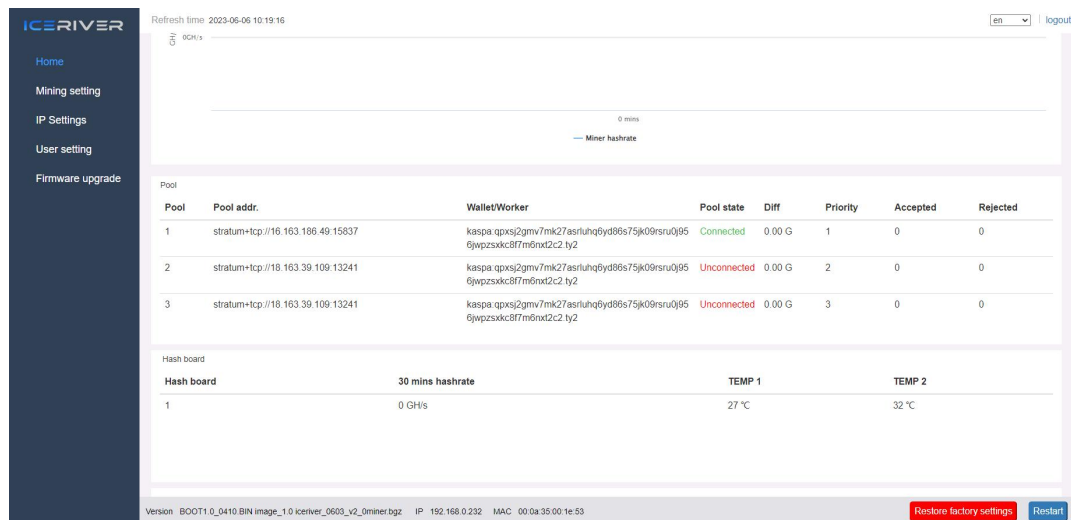 ICERIVER
Refresh time 2023-06-06 10:19:16
en
logout
Home
Mining setting
IP Settings
User setting
Firmware upgrade
GH/
0GH/s
0 mins
Miner hashrate
Pool
Pool Pool addr. Wallet/Worker Pool state Diff Priority Accepted Rejected
1 stratum+tcp://16.163.186.49:15837 kaspa:qpxsj2gmv7mk27asrluhq6yd86s75jk09rsru0j95 Connected 0.00 G 1 0 0
6jwpzsxkc8f7m6nxt2c2.ty2
2 stratum+tcp://18.163.39.109:13241 kaspa:qpxsj2gmv7mk27asrluhq6yd86s75jk09rsru0j95 Unconnected 0.00 G 2 0 0
6jwpzsxkc8f7m6nxt2c2.ty2
3 stratum+tcp://18.163.39.109:13241 kaspa:qpxsj2gmv7mk27asrluhq6yd86s75jk09rsru0j95 Unconnected 0.00 G 3 0 0
6jwpzsxkc8f7m6nxt2c2.ty2
Hash board
Hash board 30 mins hashrate TEMP 1 TEMP 2
1 0 GH/s 27 ℃ 32 ℃
Version BOOT1.0_0410.BIN image_1.0 iceriver_0603_v2_0miner.bgz IP 192.168.0.232 MAC 00:0a:35:00:1e:53
Restore factory settings
Restart